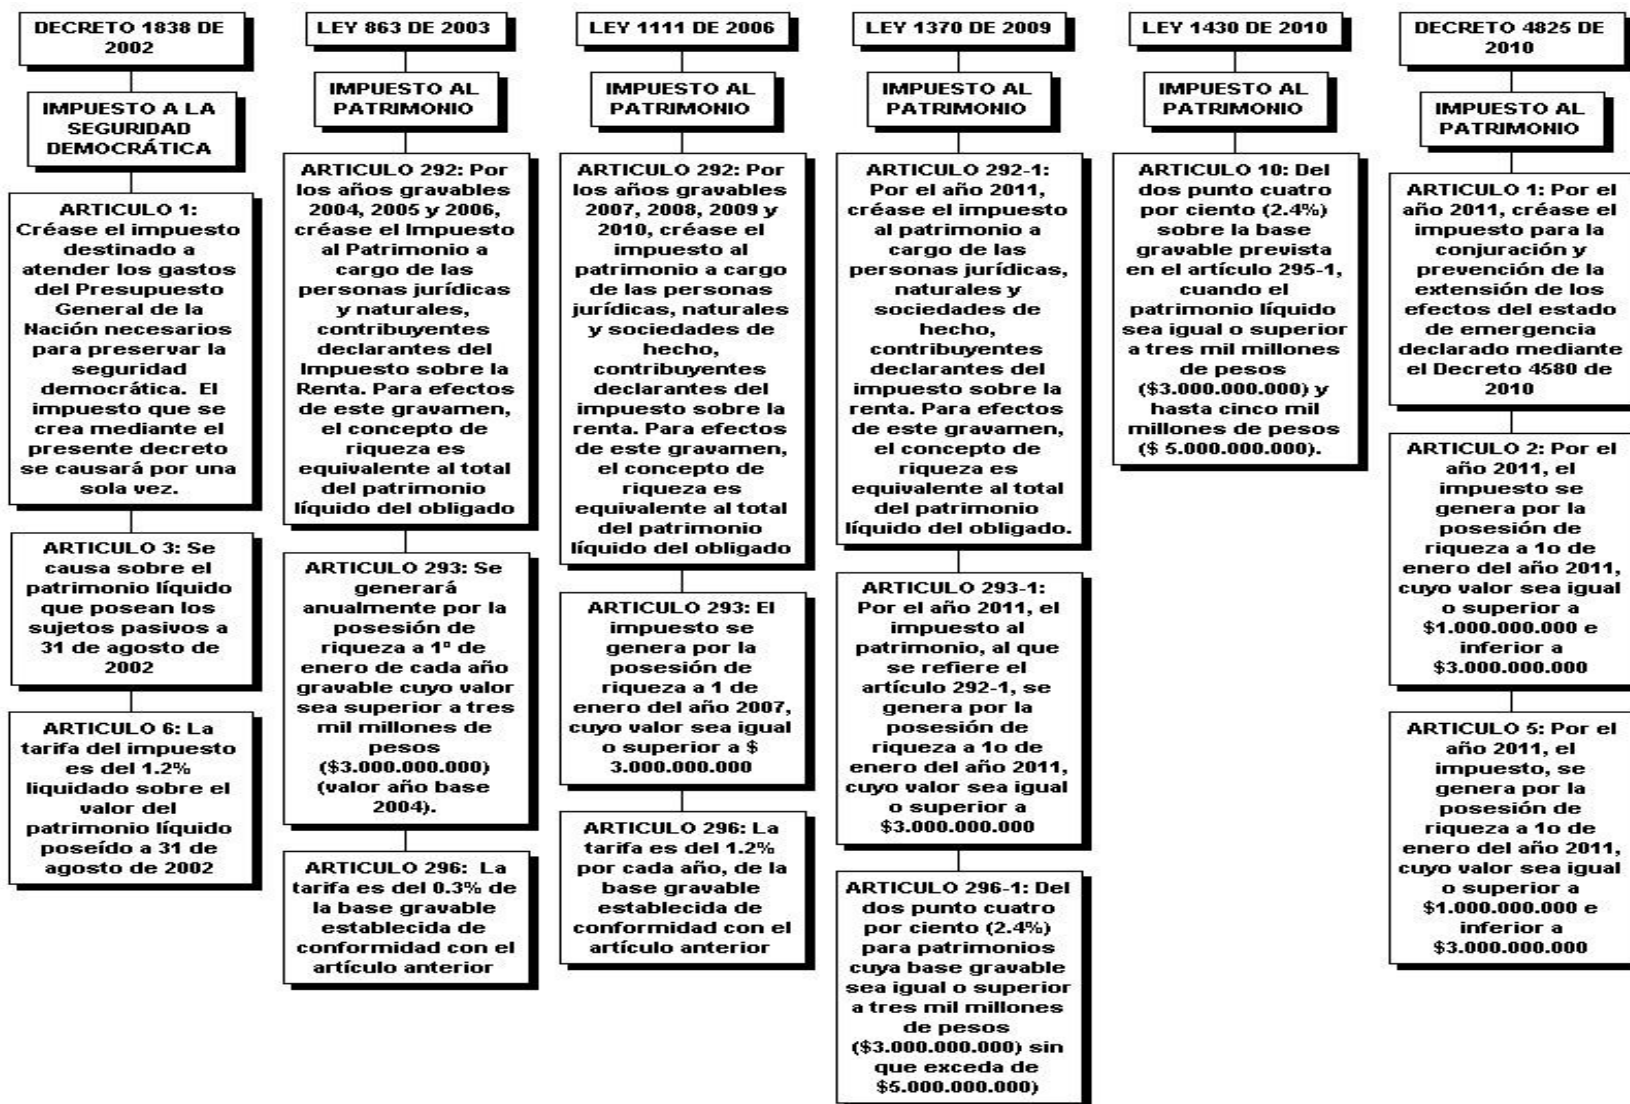 DECRETO 1838 DE
2002
IMPUESTO A LA
SEGURIDAD
DEMOCRÁTICA
ARTICULO 1:
Créase el impuesto
destinado a
atender los gastos
del Presupuesto
General de la
Nación necesarios
para preservar la
seguridad
democrática.  El
impuesto que se
crea mediante el
presente decreto
se causará por una
sola vez.
ARTICULO 3: Se
causa sobre el
patrimonio líquido
que posean los
sujetos pasivos a
31 de agosto de
2002
ARTICULO 6: La
tarifa del impuesto
es del 1.2%
liquidado sobre el
valor del
patrimonio líquido
poseído a 31 de
agosto de 2002
LEY 863 DE 2003
IMPUESTO AL
PATRIMONIO
ARTICULO 292: Por
los años gravables
2004, 2005 y 2006,
créase el Impuesto
al Patrimonio a
cargo de las
personas jurídicas
y naturales,
contribuyentes
declarantes del
Impuesto sobre la
Renta. Para efectos
de este gravamen,
el concepto de
riqueza es
equivalente al total
del patrimonio
líquido del obligado
ARTICULO 293: Se
generará
anualmente por la
posesión de
riqueza a 1º de
enero de cada año
gravable cuyo valor
sea superior a tres
mil millones de
pesos
($3.000.000.000)
(valor año base
2004).
ARTICULO 296:  La
tarifa es del 0.3% de
la base gravable
establecida de
conformidad con el
artículo anterior
LEY 1111 DE 2006
IMPUESTO AL
PATRIMONIO
ARTICULO 292: Por
los años gravables
2007, 2008, 2009 y
2010, créase el
impuesto al
patrimonio a cargo
de las personas
jurídicas, naturales
y sociedades de
hecho,
contribuyentes
declarantes del
impuesto sobre la
renta. Para efectos
de este gravamen,
el concepto de
riqueza es
equivalente al total
del patrimonio
líquido del obligado
ARTICULO 293: El
impuesto se
genera por la
posesión de
riqueza a 1 de
enero del año 2007,
cuyo valor sea igual
o superior a $
3.000.000.000
ARTICULO 296: La
tarifa es del 1.2%
por cada año, de la
base gravable
establecida de
conformidad con el
artículo anterior
LEY 1370 DE 2009
IMPUESTO AL
PATRIMONIO
ARTICULO 292-1:
Por el año 2011,
créase el impuesto
al patrimonio a
cargo de las
personas jurídicas,
naturales y
sociedades de
hecho,
contribuyentes
declarantes del
impuesto sobre la
renta. Para efectos
de este gravamen,
el concepto de
riqueza es
equivalente al total
del patrimonio
líquido del obligado.
ARTICULO 293-1:
Por el año 2011, el
impuesto al
patrimonio, al que
se refiere el
artículo 292-1, se
genera por la
posesión de
riqueza a 1o de
enero del año 2011,
cuyo valor sea igual
o superior a
$3.000.000.000
ARTICULO 296-1: Del
dos punto cuatro
por ciento (2.4%)
para patrimonios
cuya base gravable
sea igual o superior
a tres mil millones
de pesos
($3.000.000.000) sin
que exceda de
$5.000.000.000)
LEY 1430 DE 2010
IMPUESTO AL
PATRIMONIO
ARTICULO 10: Del
dos punto cuatro
por ciento (2.4%)
sobre la base
gravable prevista
en el artículo 295-1,
cuando el
patrimonio líquido
sea igual o superior
a tres mil millones
de pesos
($3.000.000.000) y
hasta cinco mil
millones de pesos
($ 5.000.000.000).
DECRETO 4825 DE
2010
IMPUESTO AL
PATRIMONIO
ARTICULO 1: Por el
año 2011, créase el
impuesto para la
conjuración y
prevención de la
extensión de los
efectos del estado
de emergencia
declarado mediante
el Decreto 4580 de
2010
ARTICULO 2: Por el
año 2011, el
impuesto se
genera por la
posesión de
riqueza a 1o de
enero del año 2011,
cuyo valor sea igual
o superior a
$1.000.000.000 e
inferior a
$3.000.000.000
ARTICULO 5: Por el
año 2011, el
impuesto, se
genera por la
posesión de
riqueza a 1o de
enero del año 2011,
cuyo valor sea igual
o superior a
$1.000.000.000 e
inferior a
$3.000.000.000